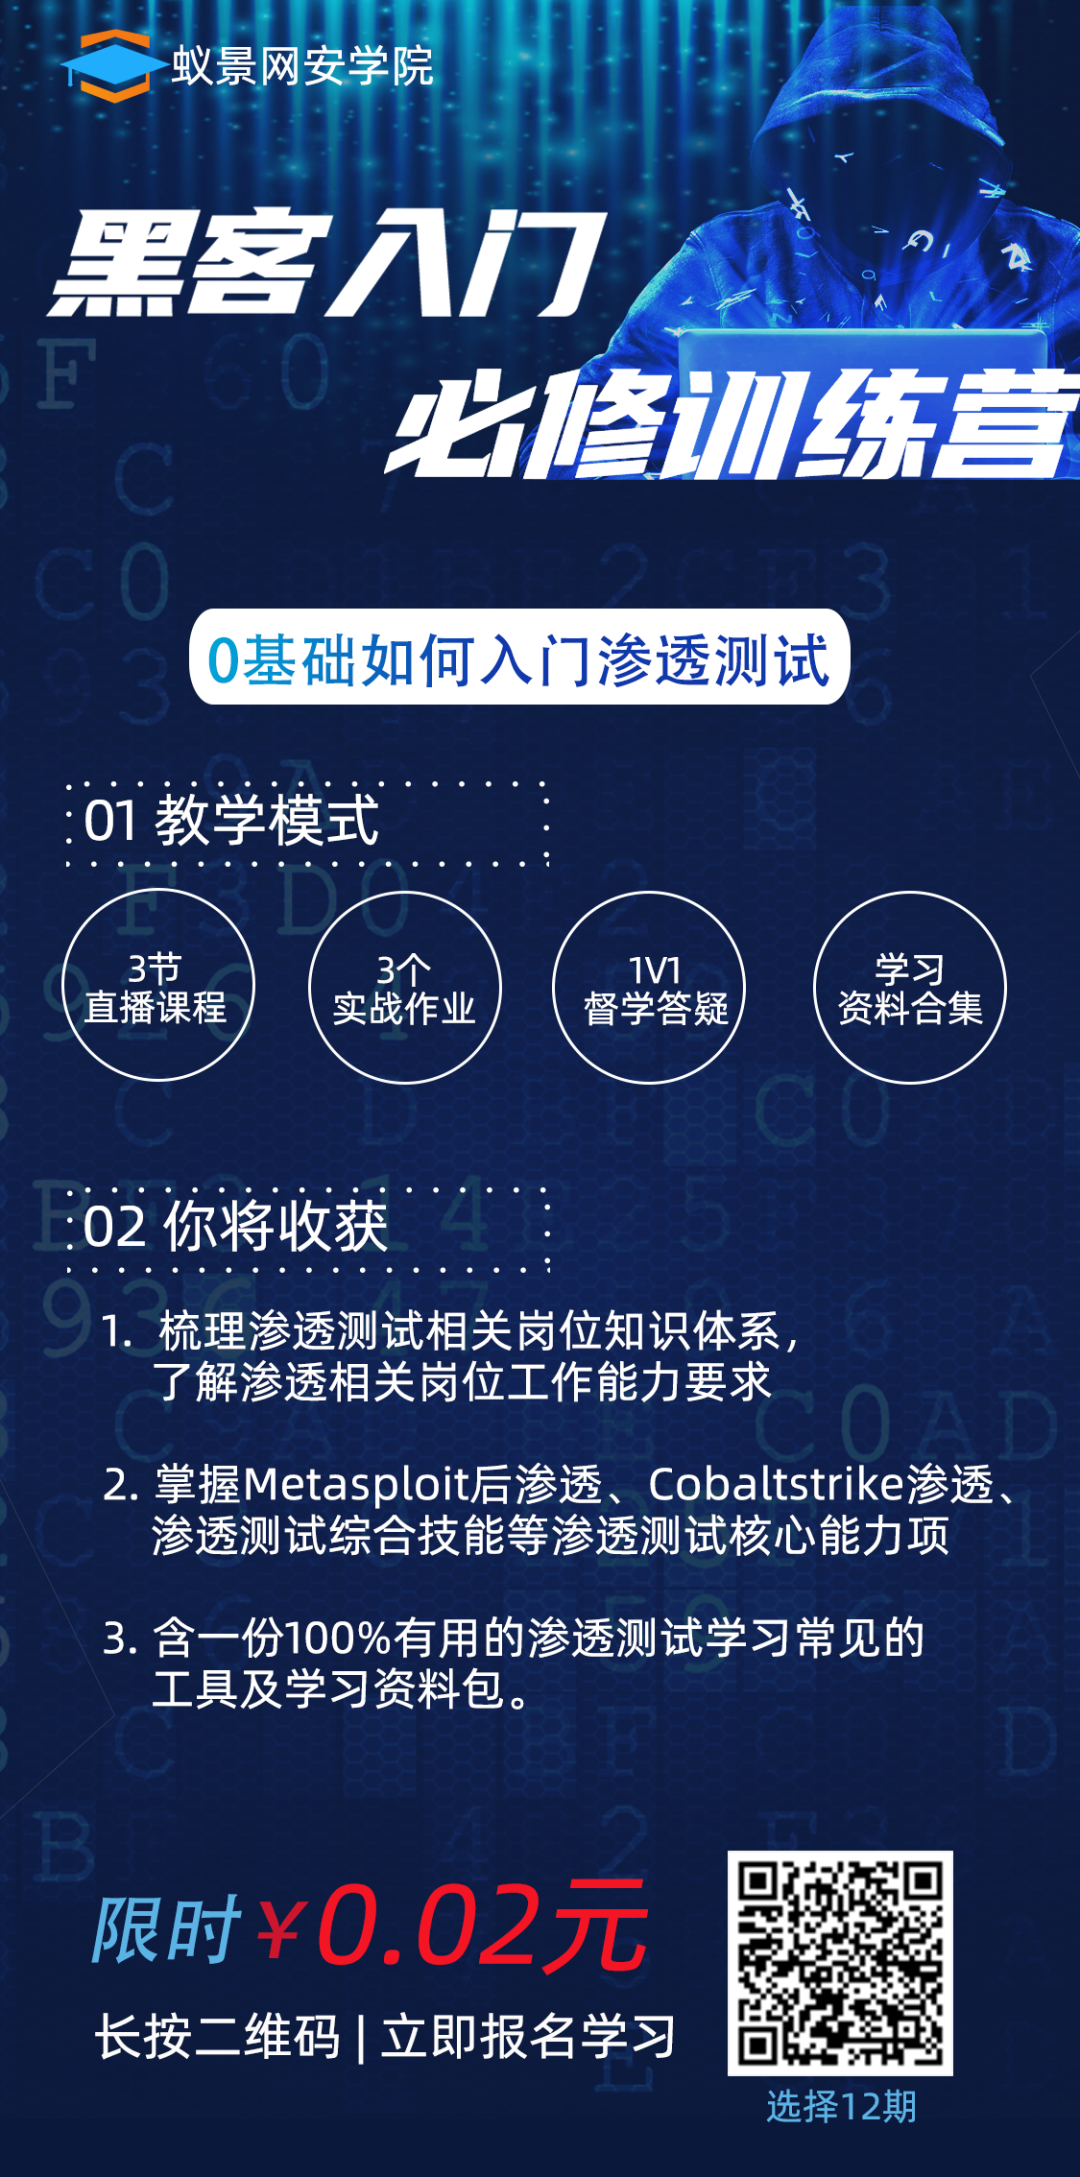 蚁景网安学院
黑客入门
必修训练营
0基础如何入门渗透测试
01 教学模式
3节
直播课程
3个
实战作业
1V1
督学答疑
学习
资料合集
02 你将收获
1. 梳理渗透测试相关岗位知识体系，
了解渗透相关岗位工作能力要求
2. 掌握Metasploit后渗透、Cobaltstrike渗透、
渗透测试综合技能等渗透测试核心能力项
3. 含一份100%有用的渗透测试学习常见的
工具及学习资料包。
限时￥0.02元
长按二维码 | 立即报名学习
选择12期